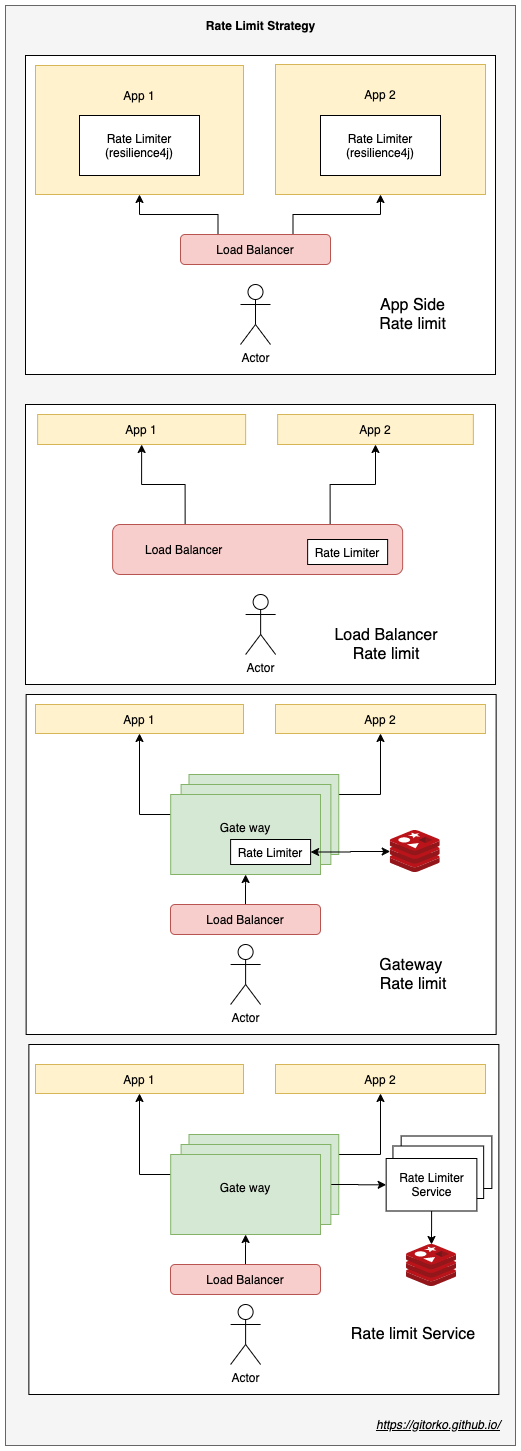 Rate Limit Strategy
App 1
App 2
Rate Limiter
(resilience4j)
Rate Limiter
(resilience4j)
Load Balancer
App Side
Rate limit
Actor
App 1
App 2
Load Balancer
Rate Limiter
Load Balancer
Rate limit
Actor
App 1
App 2
Gate way
Rate Limiter
Load Balancer
Gateway
Rate limit
Actor
App 1
App 2
Gate way
Rate Limiter
Service
Load Balancer
Rate limit Service
Actor
https://gitorko.github.io/